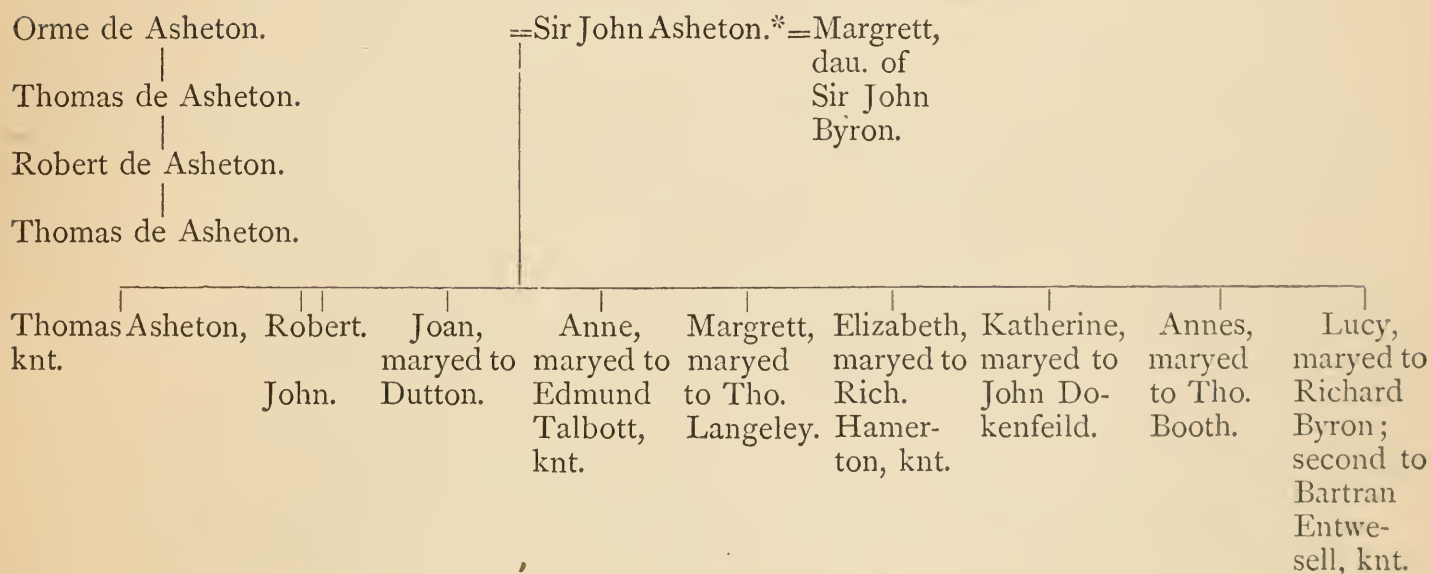 Orme de Asheton.
Thomas de Asheton.
Robert de Asheton.
Thomas de Asheton.
=Sir John Asheton.*=Margrett,
dau. of
Sir John
Byron.
Thomas Asheton,
knt.
Robert.
John.
Joan,
maryed to
Dutton.
Anne,
maryed to
Edmund
Talbott,
knt.
Margrett,
maryed
to Tho.
Langeley.
Elizabeth,
maryed to
Rich.
Hamer-
ton, knt.
Katherine,
maryed to
John Do-
kenfeild.
Annes,
maryed
to Tho.
Booth.
Lucy,
maryed to
Richard
Byron;
second to
Bartran
Entwe-
sell, knt.